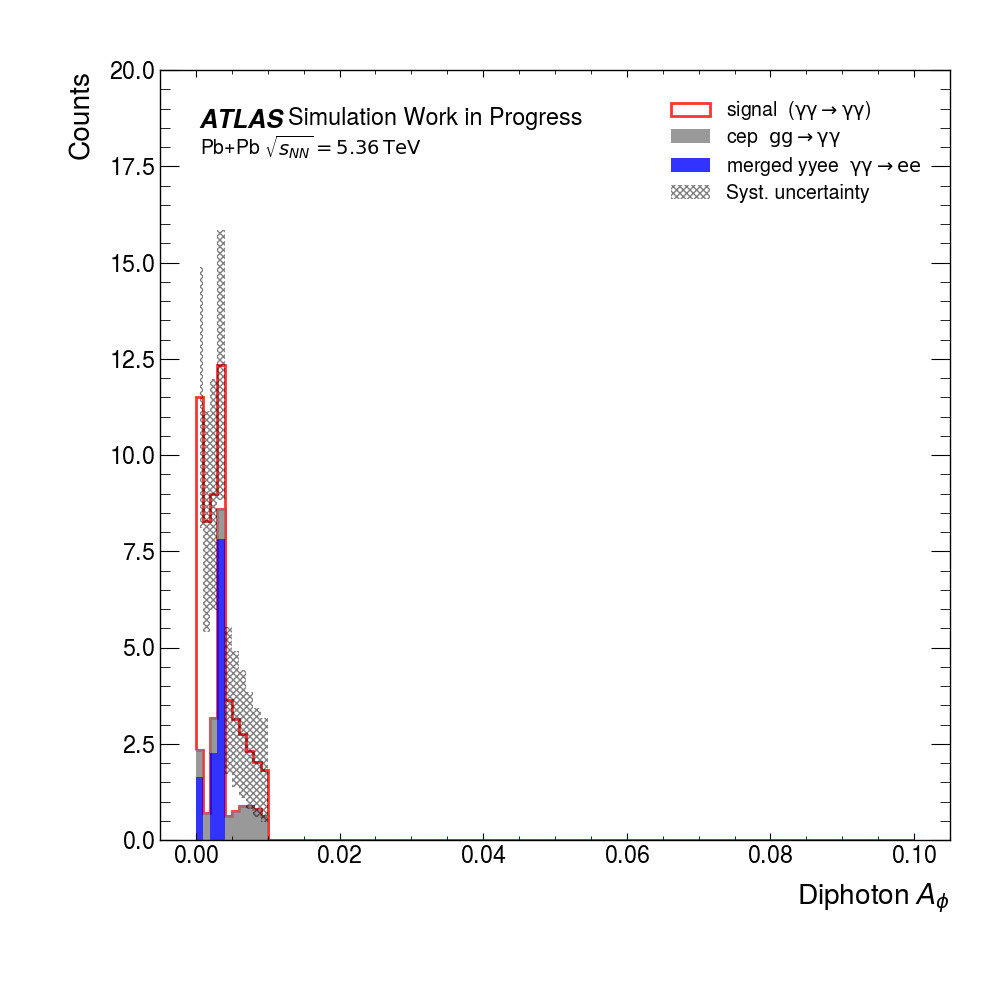 Counts
20.0
17.5
15.0
12.5
10.0
7.5
5.0
2.5
0.0
ATLAS Simulation Work in Progress
Pb+Pb √s_NN = 5.36 TeV
signal (γγ → γγ)
cep gg → γγ
merged yyee γγ → ee
Syst. uncertainty
0.00 0.02 0.04 0.06 0.08 0.10
Diphoton A_ϕ